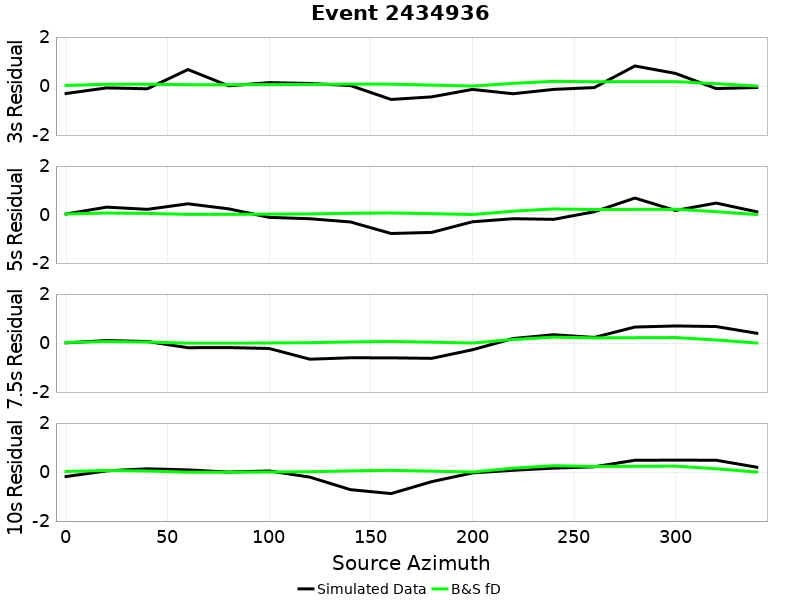 Event 2434936
3s Residual
2
0
-2
5s Residual
2
0
-2
7.5s Residual
2
0
-2
10s Residual
2
0
-2
0 50 100 150 200 250 300
Source Azimuth
Simulated Data B&S fD